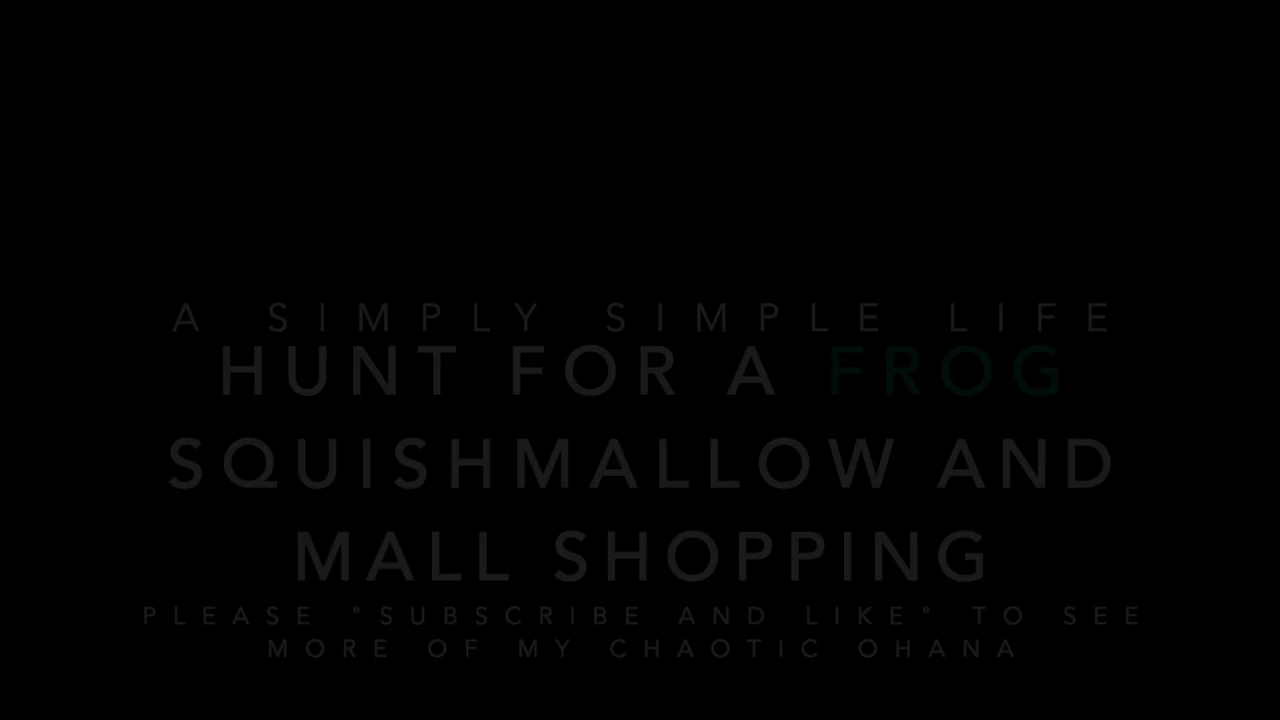 A SIMPLY SIMPLE LIFE
HUNT FOR A FROG
SQUISHMALLOW AND
MALL SHOPPING
PLEASE "SUBSCRIBE AND LIKE" TO SEE
MORE OF MY CHAOTIC OHANA